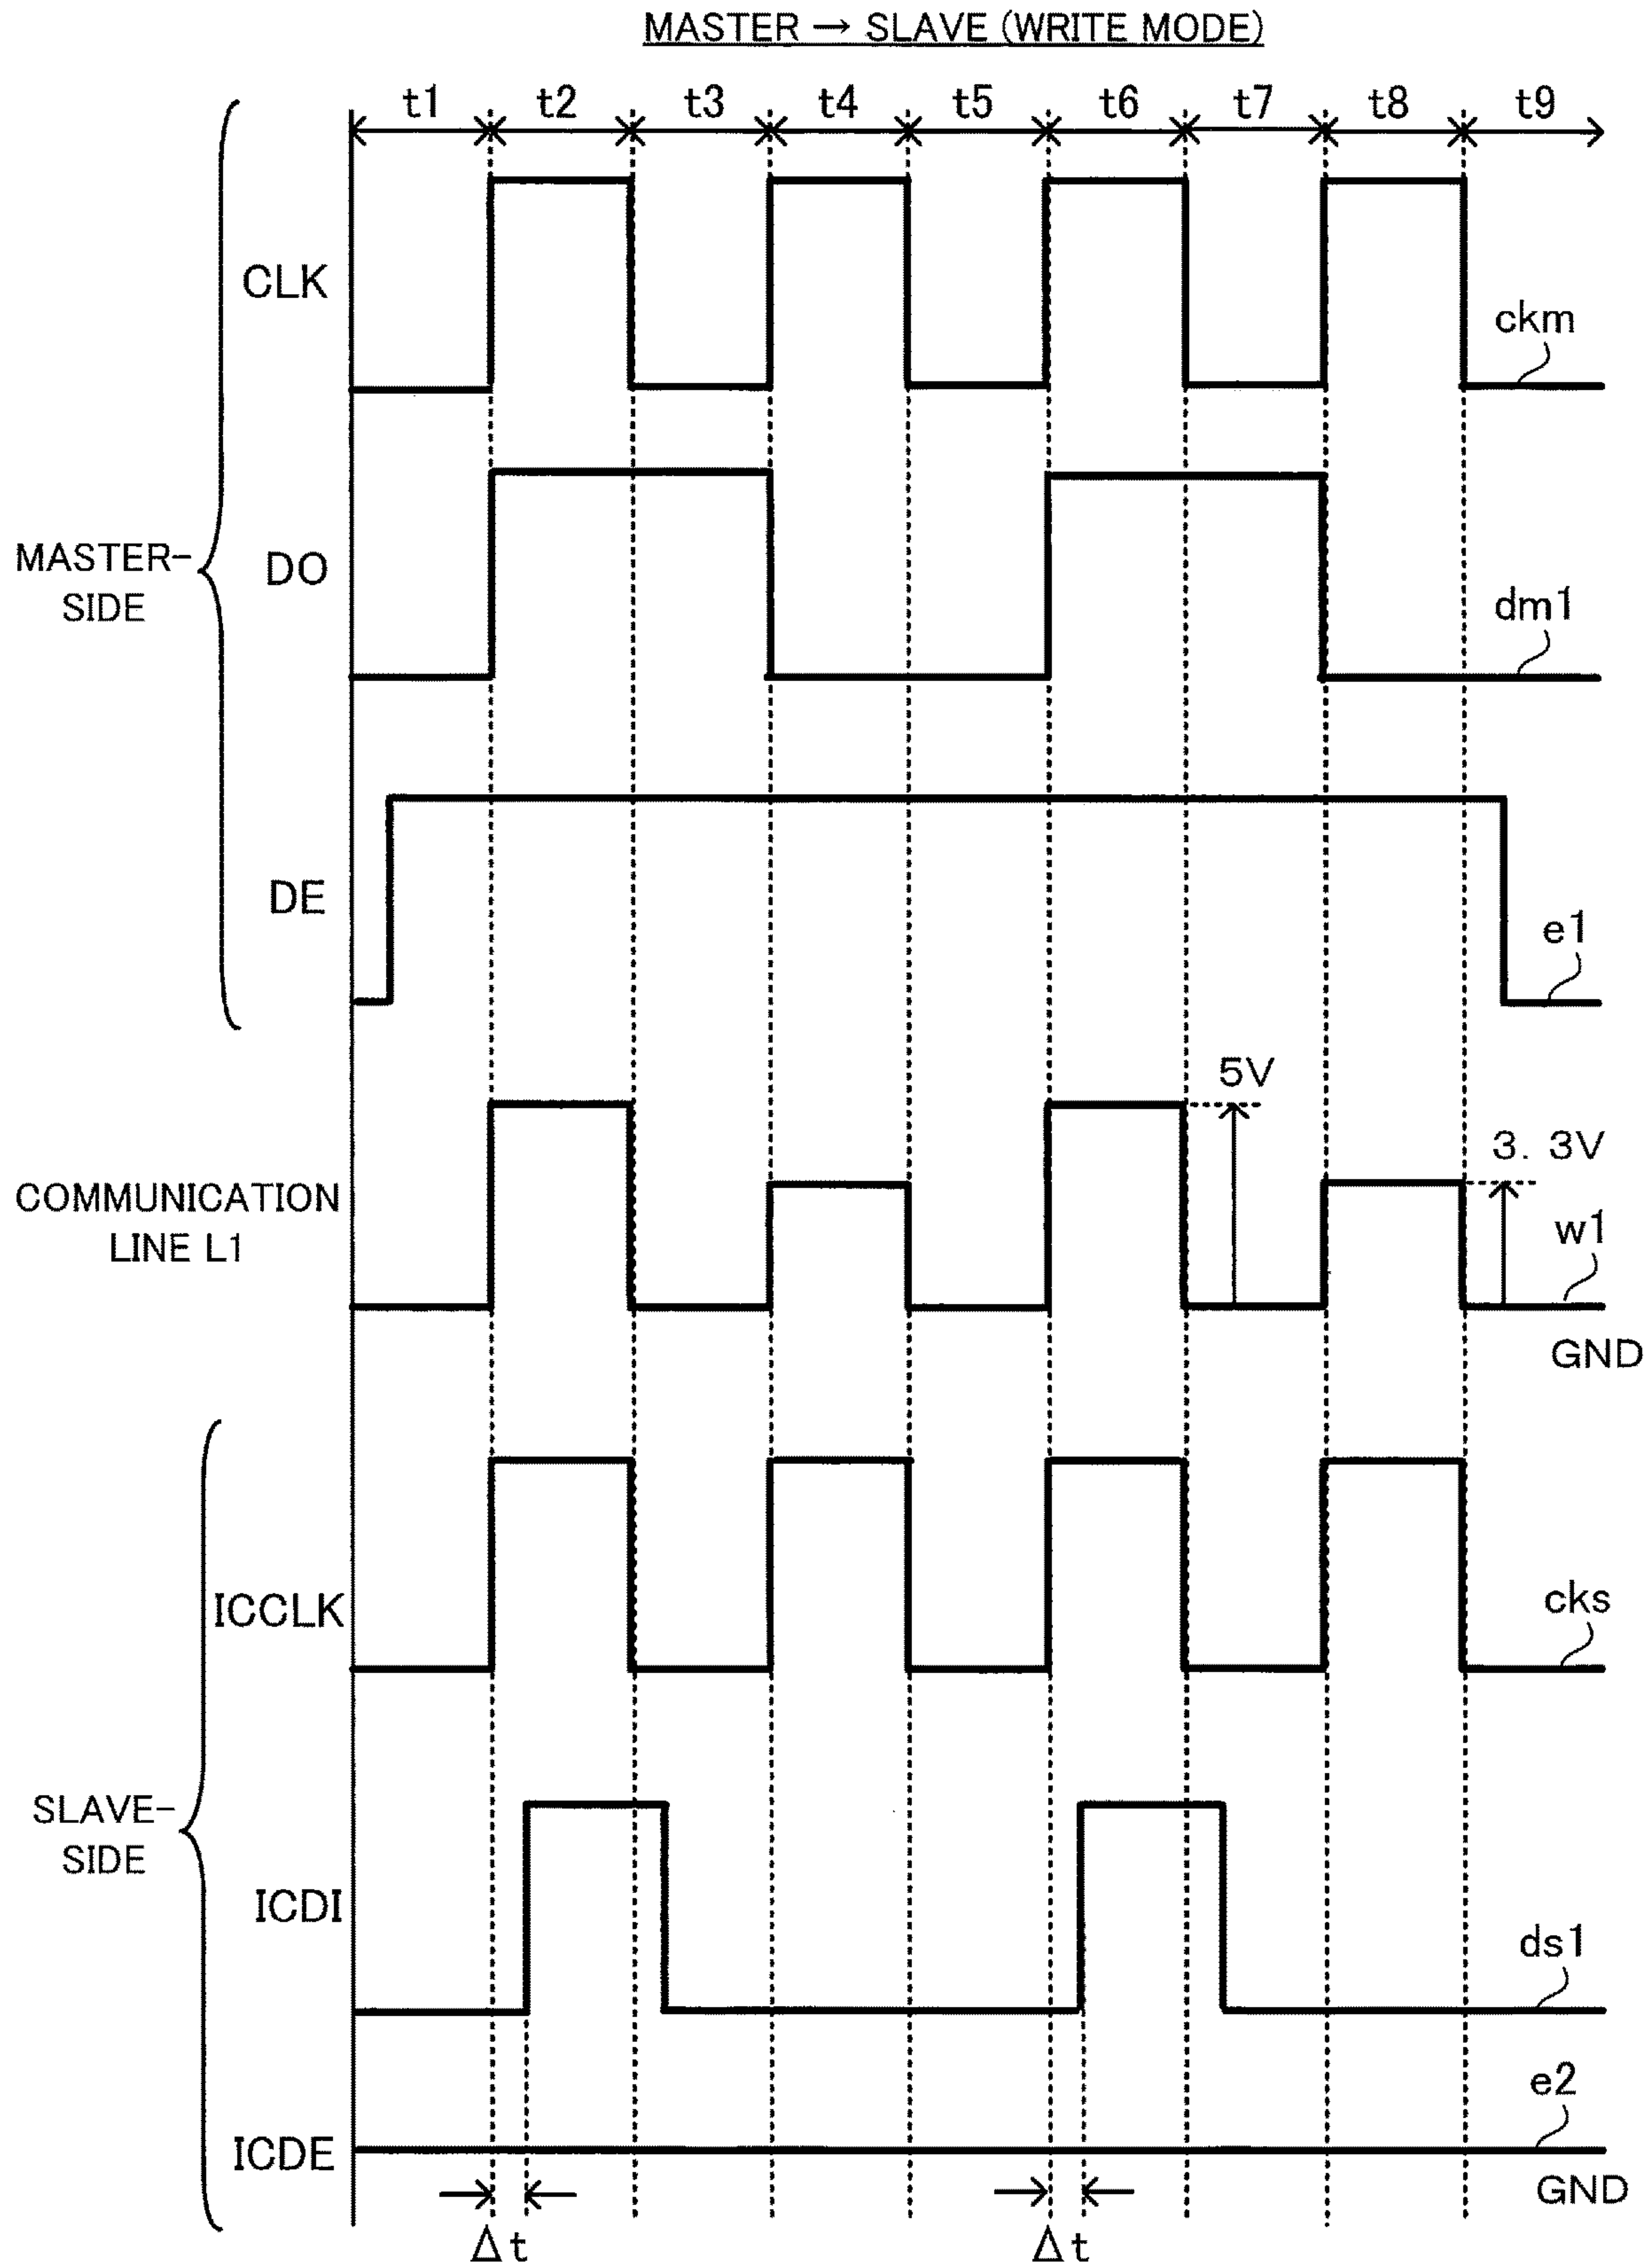 MASTER → SLAVE (WRITE MODE)
t1 t2 t3 t4 t5 t6 t7 t8 t9
CLK
ckm
MASTER-
SIDE
DO
dm1
DE
e1
5V
3. 3V
COMMUNICATION
LINE L1
w1
GND
ICCLK
cks
SLAVE-
SIDE
ICDI
ds1
e2
ICDE
GND
Δt Δt